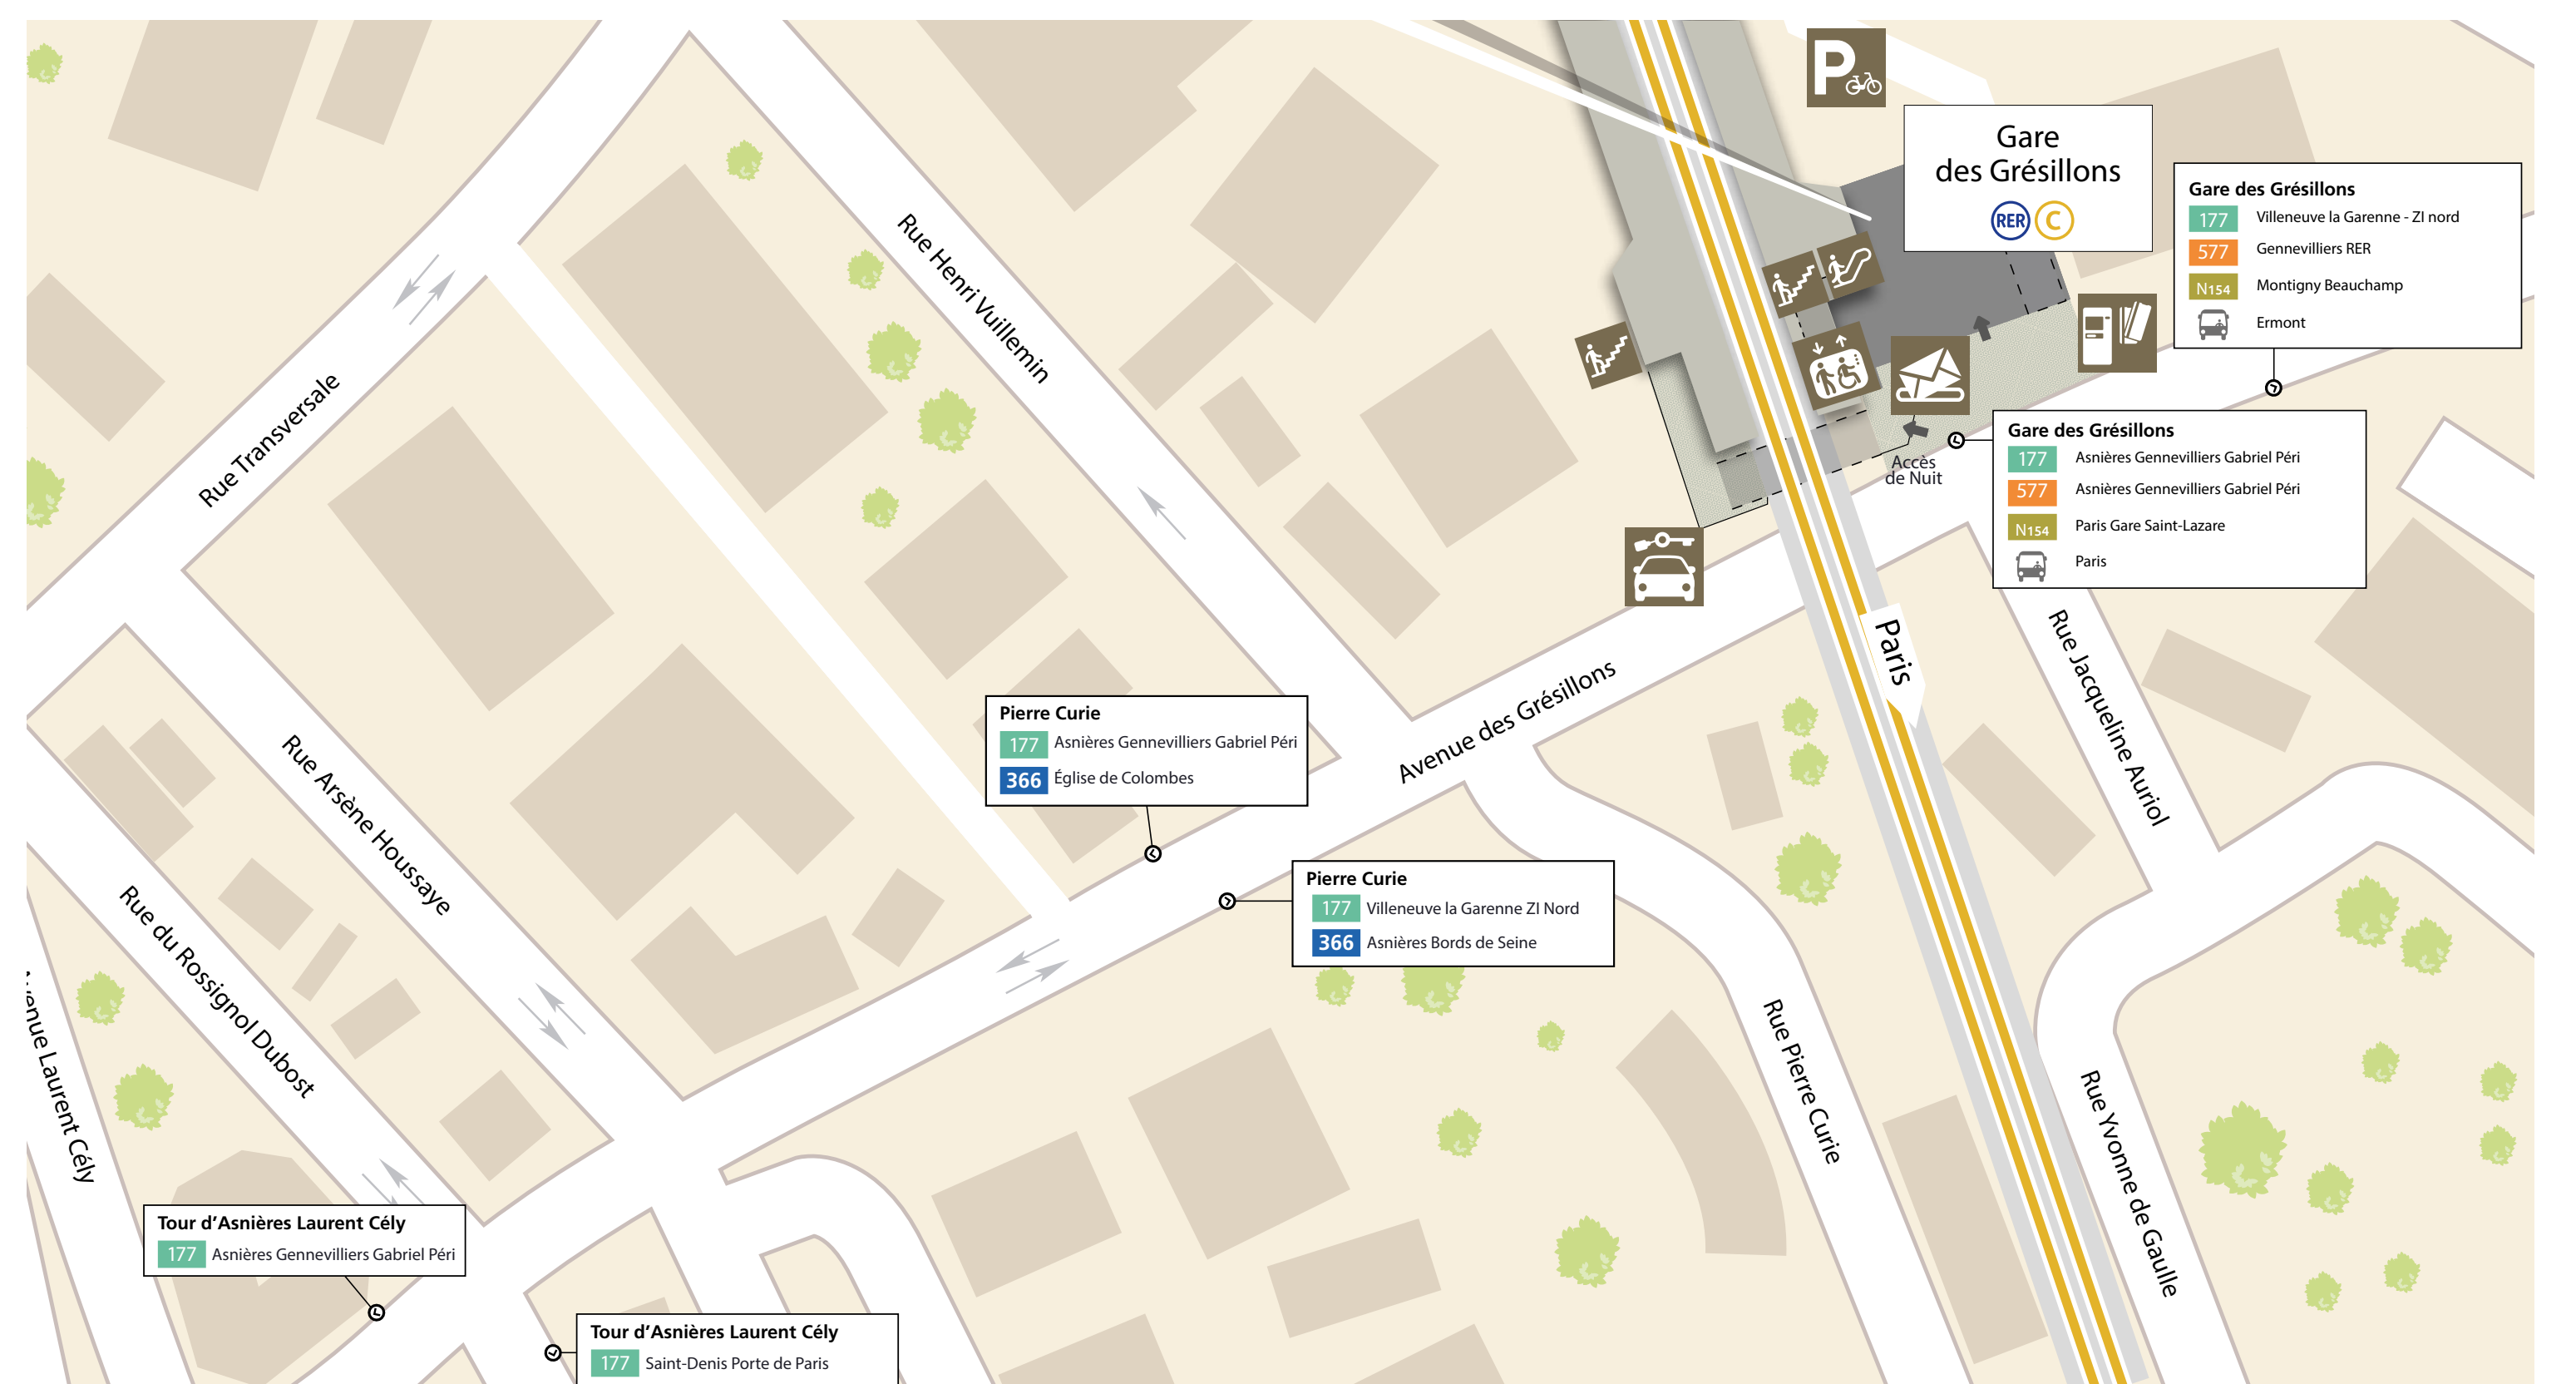 P
Gare
des Grésillons
RER C
Gare des Grésillons
177 Villeneuve la Garenne - ZI nord
577 Gennevilliers RER
N154 Montigny Beauchamp
Ermont
Gare des Grésillons
177 Asnières Gennevilliers Gabriel Péri
577 Asnières Gennevilliers Gabriel Péri
N154 Paris Gare Saint-Lazare
Paris
Accès
de Nuit
Rue Henri Vuillemin
Rue Transversale
Paris
Rue Jacqueline Auriol
Avenue des Grésillons
Pierre Curie
177 Asnières Gennevilliers Gabriel Péri
366 Église de Colombes
Pierre Curie
177 Villeneuve la Garenne ZI Nord
366 Asnières Bords de Seine
Rue Arsène Houssaye
Rue du Rossignol Dubost
venue Laurent Cély
Rue Pierre Curie
Rue Yvonne de Gaulle
Tour d’Asnières Laurent Cély
177 Asnières Gennevilliers Gabriel Péri
Tour d’Asnières Laurent Cély
177 Saint-Denis Porte de Paris